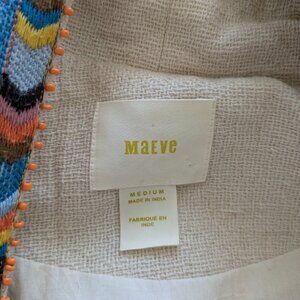 MAEVE
MEDIUM
MADE IN INDIA
FABRIQUÉ EN
INDE